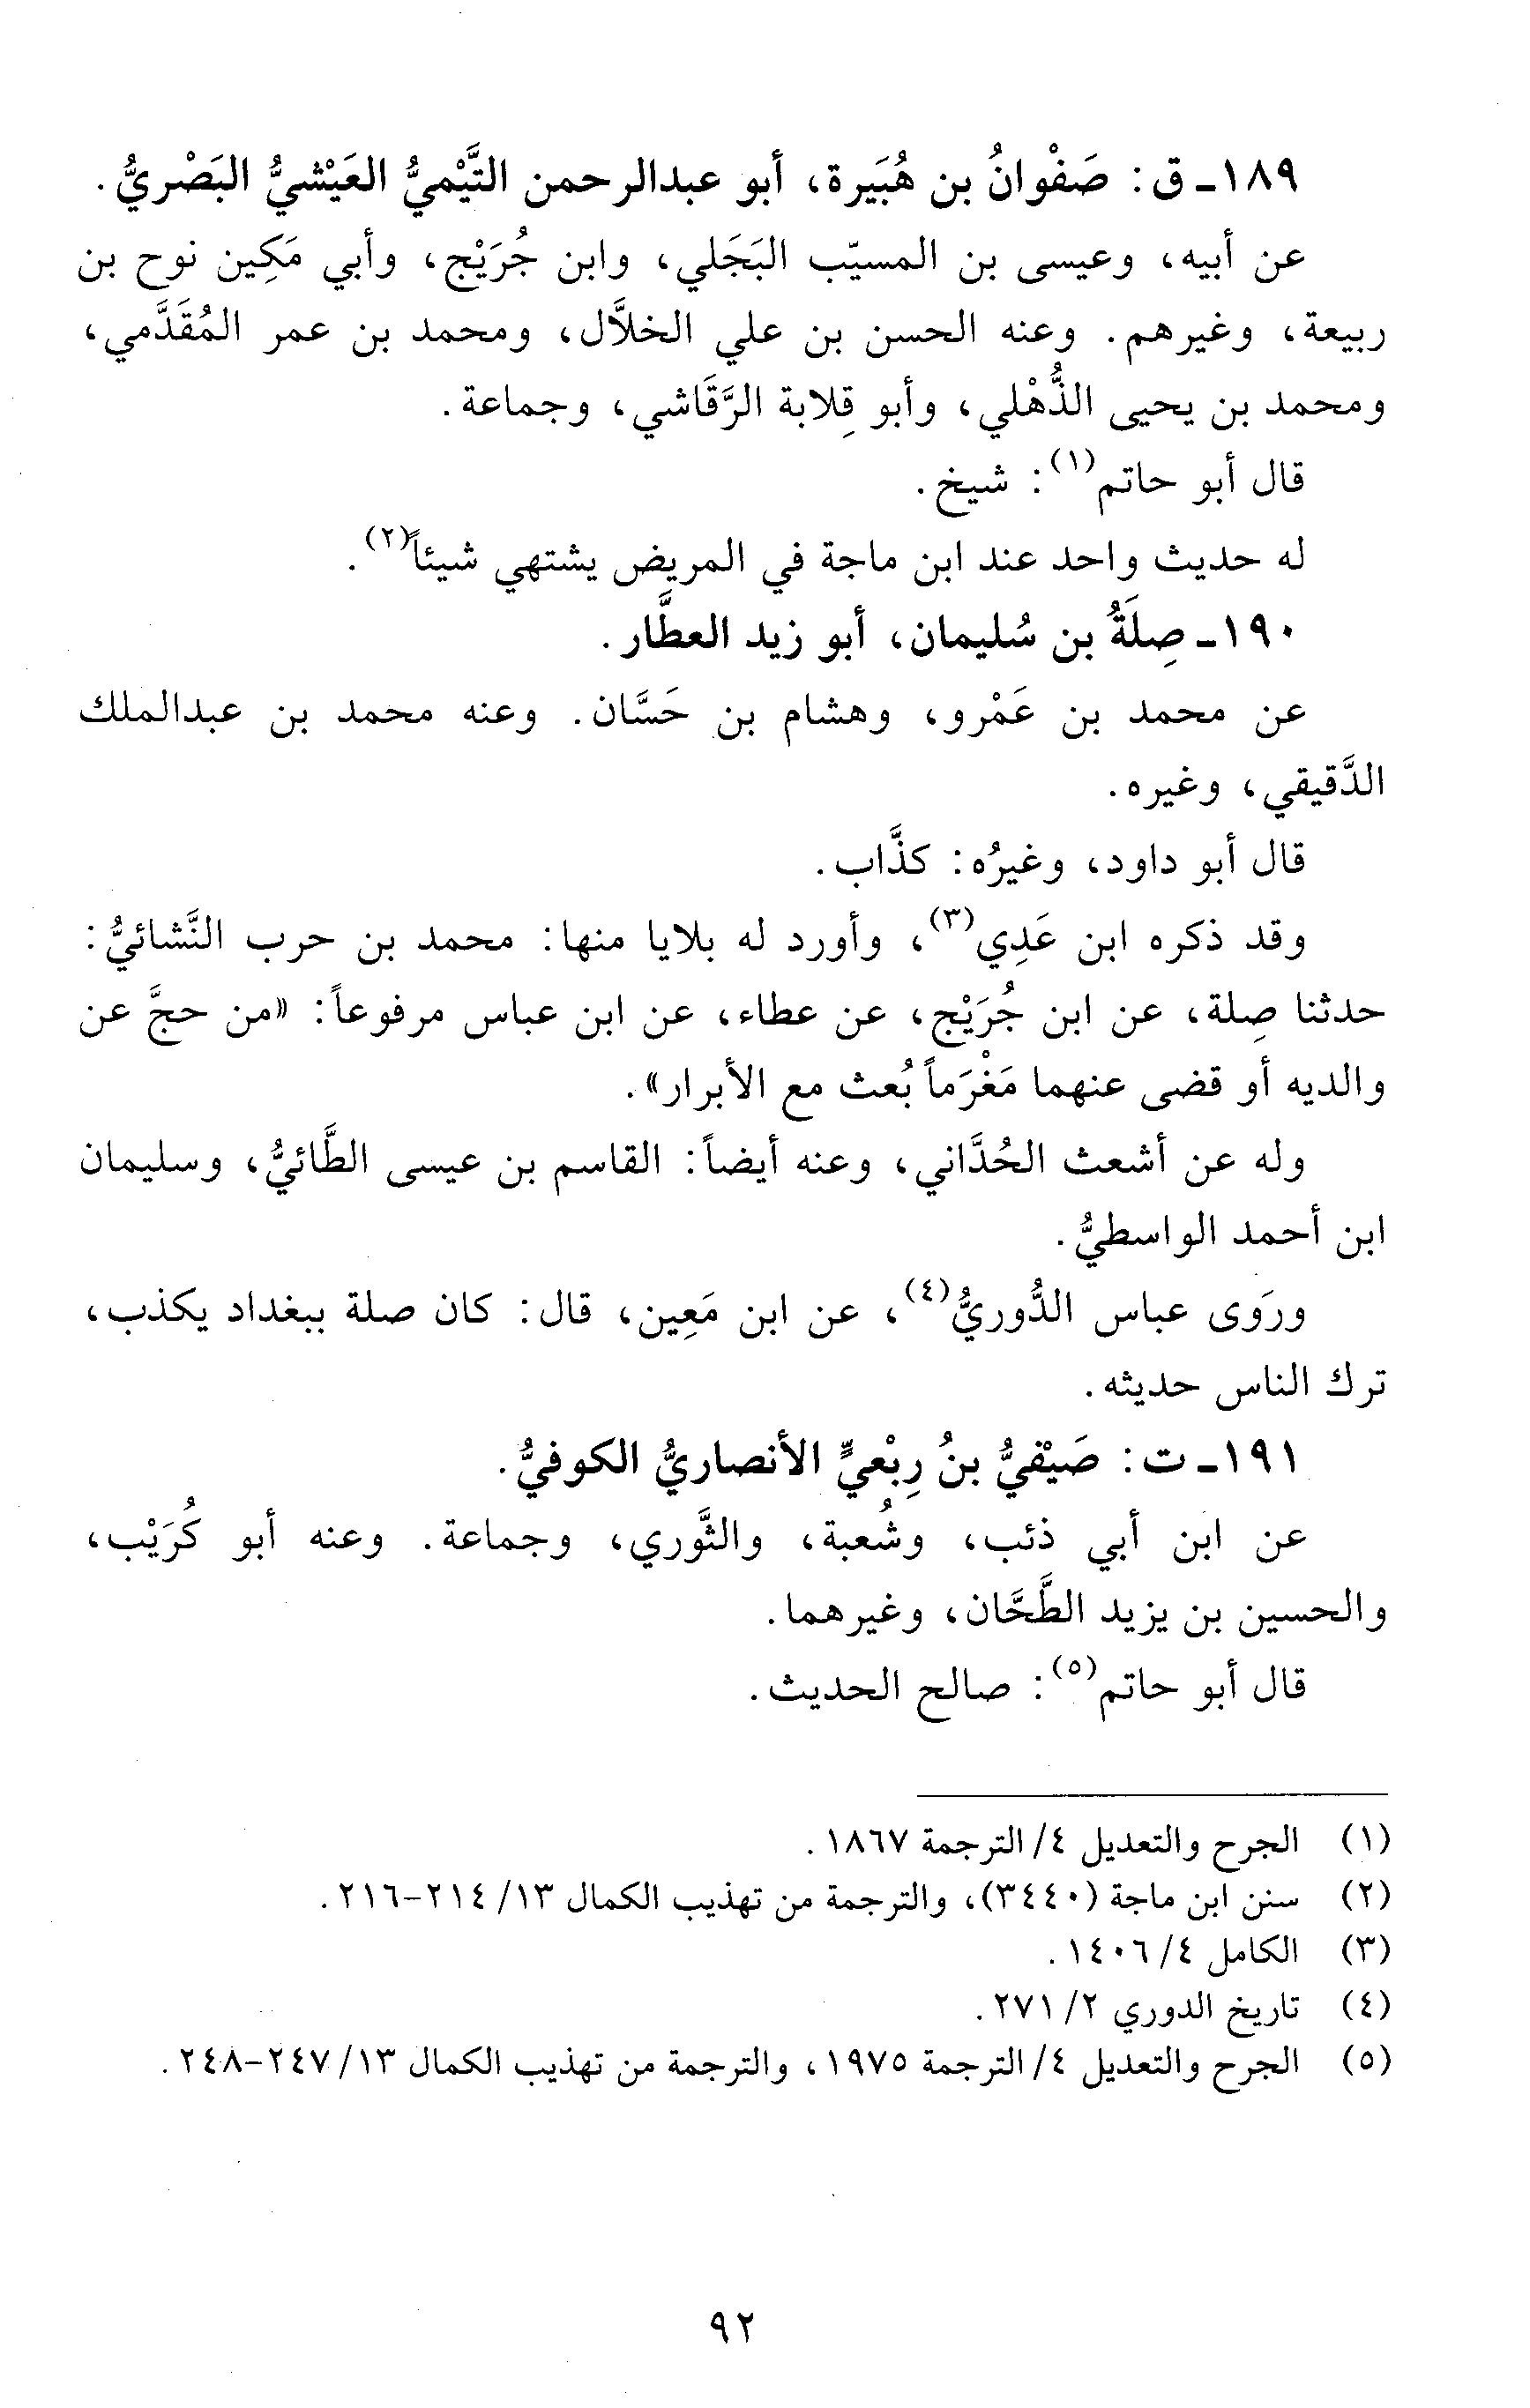 ١٨٩ـ ق: صَفْوانُ بن هُبَيرة، أبو عبدالرحمن التَّيْميُّ العَيْشيُّ البَصْريُّ.
عن أبيه، وعيسى بن المسيّب البَجَلي، وابن جُرَيْج، وأبي مَكِين نوح بن
ربيعة، وغيرهم. وعنه الحسن بن علي الخلاَّل، ومحمد بن عمر المُقَدَّمي،
ومحمد بن يحيى الذُّهْلي، وأبو قِلابة الرَّقَاشي، وجماعة.
قال أبو حاتم(١): شيخ.
له حديث واحد عند ابن ماجة في المريض يشتهي شيئاً(٢).
١٩٠ـ صِلَةُ بن سُليمان، أبو زيد العطَّار.
عن محمد بن عَمْرو، وهشام بن حَسَّان. وعنه محمد بن عبدالملك
الدَّقيقي، وغيره.
قال أبو داود، وغيرُه: كذَّاب.
وقد ذكره ابن عَدِي(٣)، وأورد له بلايا منها: محمد بن حرب النَّشائيُّ:
حدثنا صِلة، عن ابن جُرَيْج، عن عطاء، عن ابن عباس مرفوعاً: «من حجَّ عن
والديه أو قضى عنهما مَغْرَماً بُعث مع الأبرار».
وله عن أشعث الحُدَّاني، وعنه أيضاً: القاسم بن عيسى الطَّائيُّ، وسليمان
ابن أحمد الواسطيُّ.
ورَوى عباس الدُّوريُّ(٤)، عن ابن مَعِين، قال: كان صلة ببغداد يكذب،
ترك الناس حديثه.
١٩١ـ ت: صَيْفيُّ بنُ رِبْعيٍّ الأنصاريُّ الكوفيُّ.
عن ابن أبي ذئب، وشُعبة، والثَّوري، وجماعة. وعنه أبو كُرَيْب،
والحسين بن يزيد الطَّحَّان، وغيرهما.
قال أبو حاتم(٥): صالح الحديث.
(١) الجرح والتعديل ٤/ الترجمة ١٨٦٧.
(٢) سنن ابن ماجة (٣٤٤٠)، والترجمة من تهذيب الكمال ١٣/ ٢١٤-٢١٦.
(٣) الكامل ٤/ ١٤٠٦.
(٤) تاريخ الدوري ٢/ ٢٧١.
(٥) الجرح والتعديل ٤/ الترجمة ١٩٧٥، والترجمة من تهذيب الكمال ١٣/ ٢٤٧-٢٤٨.
٩٢